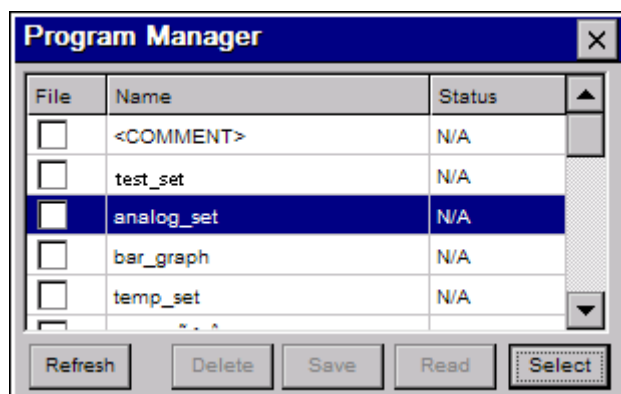 Program Manager
File Name Status
<COMMENT> N/A
test_set N/A
analog_set N/A
bar_graph N/A
temp_set N/A
Refresh Delete Save Read Select